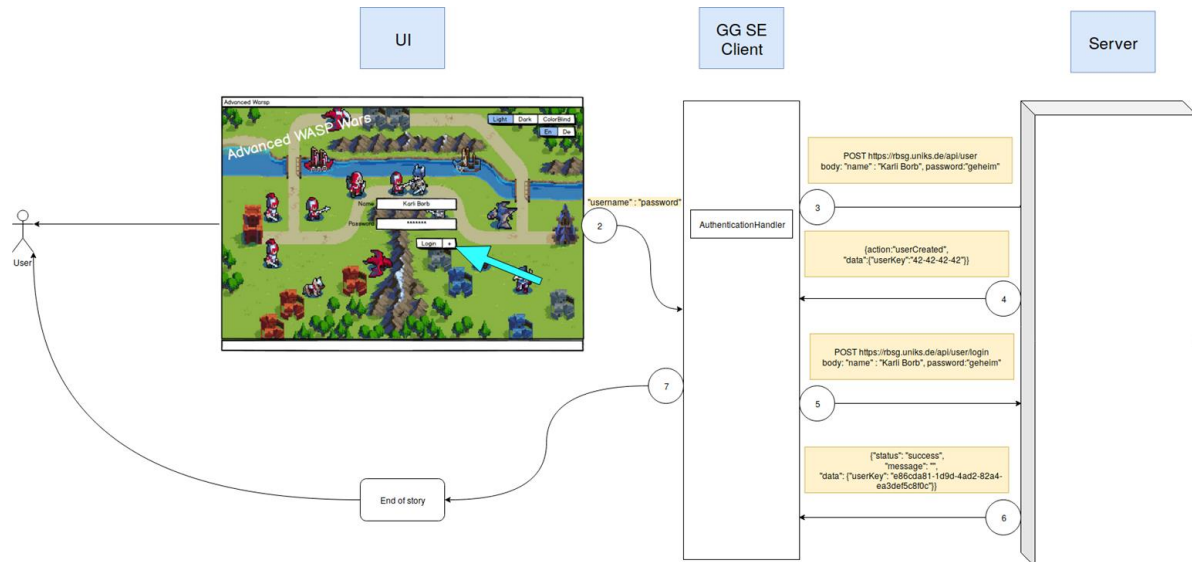 UI
GG SE
Client
Server
Advanced Warsp
Advanced WASP Wars
Light
Dark
ColorBlind
En
De
Name
Karli Borb
Password
*******
Login
+
User
"username" : "password"
2
AuthenticationHandler
POST https://rbsg.uniks.de/api/user
body: "name" : "Karli Borb", password:"geheim"
3
{action:"userCreated",
"data":{"userKey":"42-42-42-42"}}
4
POST https://rbsg.uniks.de/api/user/login
body: "name" : "Karli Borb", password:"geheim"
7
5
{"status": "success",
"message": "",
"data": {"userKey": "e86cda81-1d9d-4ad2-82a4-
ea3def5c8f0c"}}
End of story
6